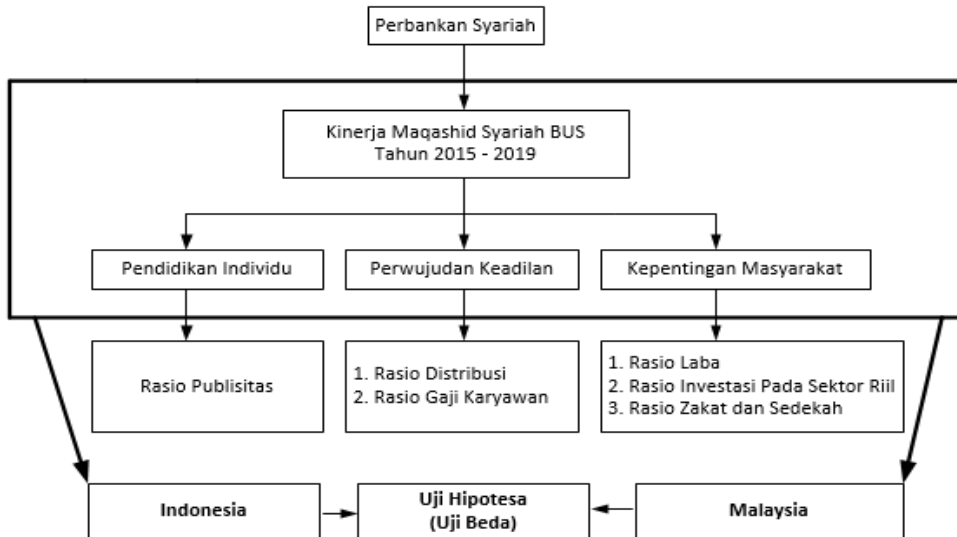 Perbankan Syariah
Kinerja Maqashid Syariah BUS
Tahun 2015 - 2019
Pendidikan Individu
Perwujudan Keadilan
Kepentingan Masyarakat
Rasio Publisitas
1. Rasio Distribusi
2. Rasio Gaji Karyawan
1. Rasio Laba
2. Rasio Investasi Pada Sektor Riil
3. Rasio Zakat dan Sedekah
Indonesia
Uji Hipotesa
(Uji Beda)
Malaysia